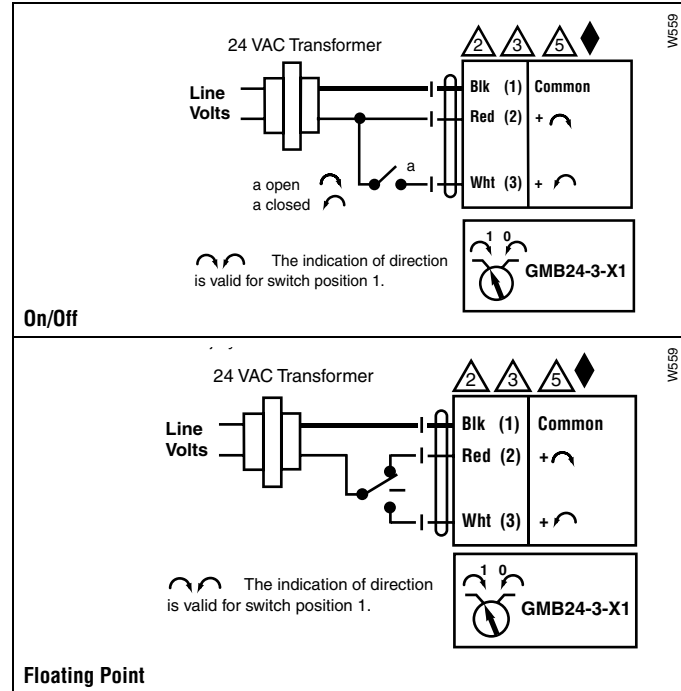 W559
24 VAC Transformer
2 3 5
Line
Volts
Blk (1) Common
Red (2) +
a
Wht (3) +
a open
a closed
The indication of direction
is valid for switch position 1.
1 0
GMB24-3-X1
On/Off
W559
24 VAC Transformer
2 3 5
Line
Volts
Blk (1) Common
Red (2) +
Wht (3) +
The indication of direction
is valid for switch position 1.
1 0
GMB24-3-X1
Floating Point